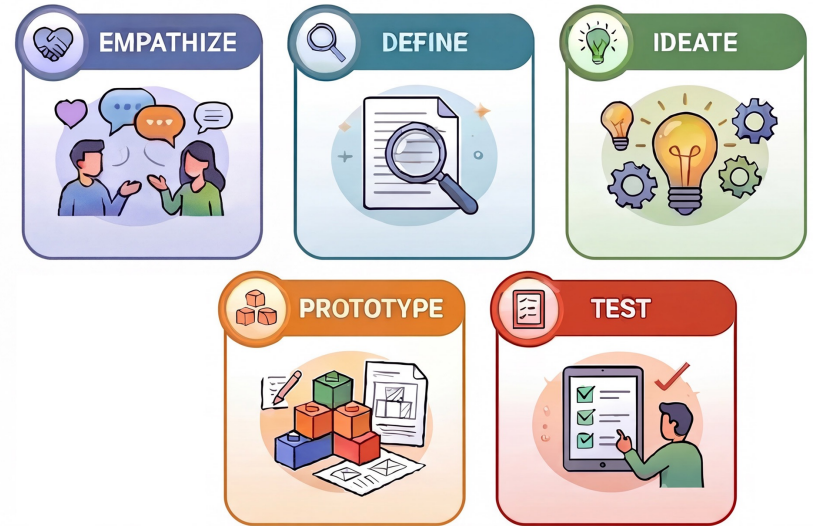 EMPATHIZE
DEFINE
IDEATE
PROTOTYPE
TEST